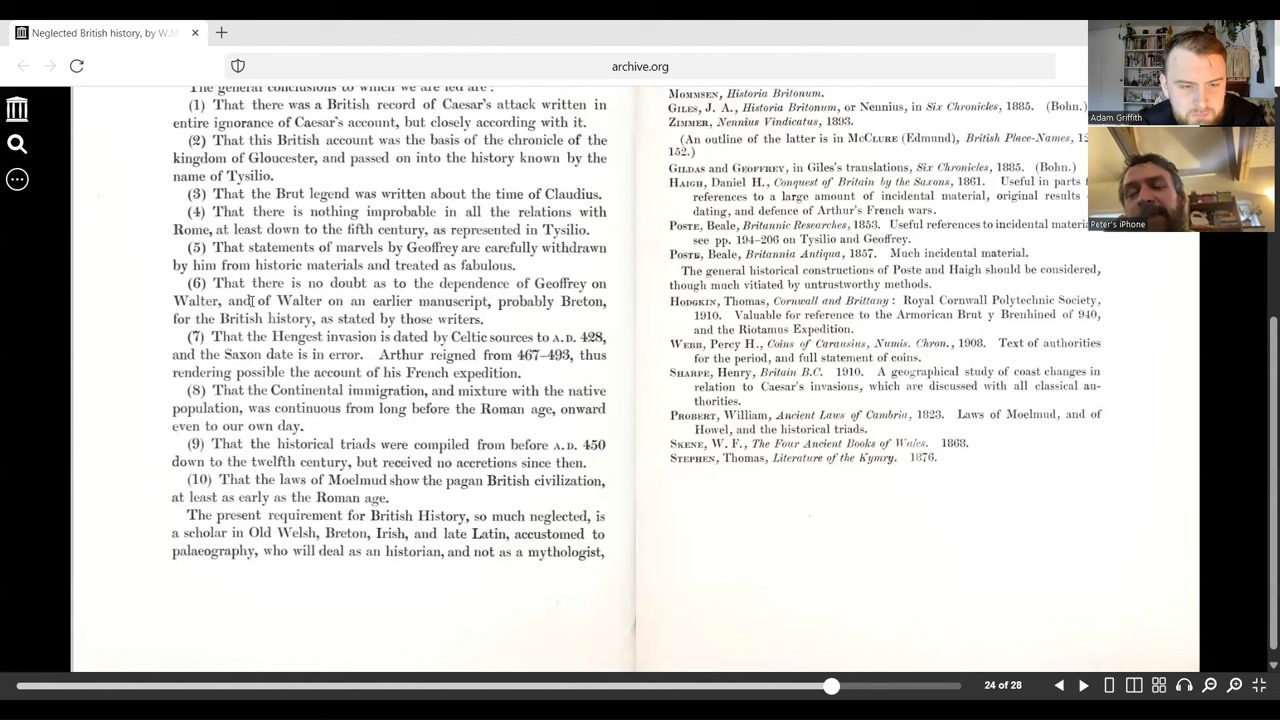 Neglected British history, by W.M
archive.org
The general conclusions to which we are led are :
(1) That there was a British record of Caesar's attack written in
entire ignorance of Caesar's account, but closely according with it.
(2) That this British account was the basis of the chronicle of the
kingdom of Gloucester, and passed on into the history known by the
name of Tysilio.
(3) That the Brut legend was written about the time of Claudius.
(4) That there is nothing improbable in all the relations with
Rome, at least down to the fifth century, as represented in Tysilio.
(5) That statements of marvels by Geoffrey are carefully withdrawn
by him from historic materials and treated as fabulous.
(6) That there is no doubt as to the dependence of Geoffrey on
Walter, and of Walter on an earlier manuscript, probably Breton,
for the British history, as stated by those writers.
(7) That the Hengest invasion is dated by Celtic sources to A.D. 428,
and the Saxon date is in error. Arthur reigned from 467–493, thus
rendering possible the account of his French expedition.
(8) That the Continental immigration, and mixture with the native
population, was continuous from long before the Roman age, onward
even to our own day.
(9) That the historical triads were compiled from before A.D. 450
down to the twelfth century, but received no accretions since then.
(10) That the laws of Moelmud show the pagan British civilization,
at least as early as the Roman age.
The present requirement for British History, so much neglected, is
a scholar in Old Welsh, Breton, Irish, and late Latin, accustomed to
palaeography, who will deal as an historian, and not as a mythologist,
MOMMSEN, Historia Britonum.
GILES, J. A., Historia Britonum, or Nennius, in Six Chronicles, 1885. (Bohn.)
ZIMMER, Nennius Vindicatus, 1893.
(An outline of the latter is in MCCLURE (Edmund), British Place-Names, 12
152.)
GILDAS and GEOFFREY, in Giles's translations, Six Chronicles, 1885. (Bohn.)
HAIGH, Daniel H., Conquest of Britain by the Saxons, 1861. Useful in parts f
references to a large amount of incidental material, original results
dating, and defence of Arthur's French wars.
POSTE, Beale, Britannic Researches, 1853. Useful references to incidental materi
see pp. 194–206 on Tysilio and Geoffrey.
POSTE, Beale, Britannia Antiqua, 1857. Much incidental material.
The general historical constructions of Poste and Haigh should be considered,
though much vitiated by untrustworthy methods.
HODGKIN, Thomas, Cornwall and Brittany : Royal Cornwall Polytechnic Society,
1910. Valuable for reference to the Armorican Brut y Brenhined of 940,
and the Riotamus Expedition.
WEBB, Percy H., Coins of Carausius, Numis. Chron., 1908. Text of authorities
for the period, and full statement of coins.
SHARPE, Henry, Britain B.C. 1910. A geographical study of coast changes in
relation to Caesar's invasions, which are discussed with all classical au-
thorities.
PROBERT, William, Ancient Laws of Cambria, 1823. Laws of Moelmud, and of
Howel, and the historical triads.
SKENE, W. F., The Four Ancient Books of Wales. 1868.
STEPHEN, Thomas, Literature of the Kymry. 1876.
Adam Griffith
Peter's iPhone
24 of 28